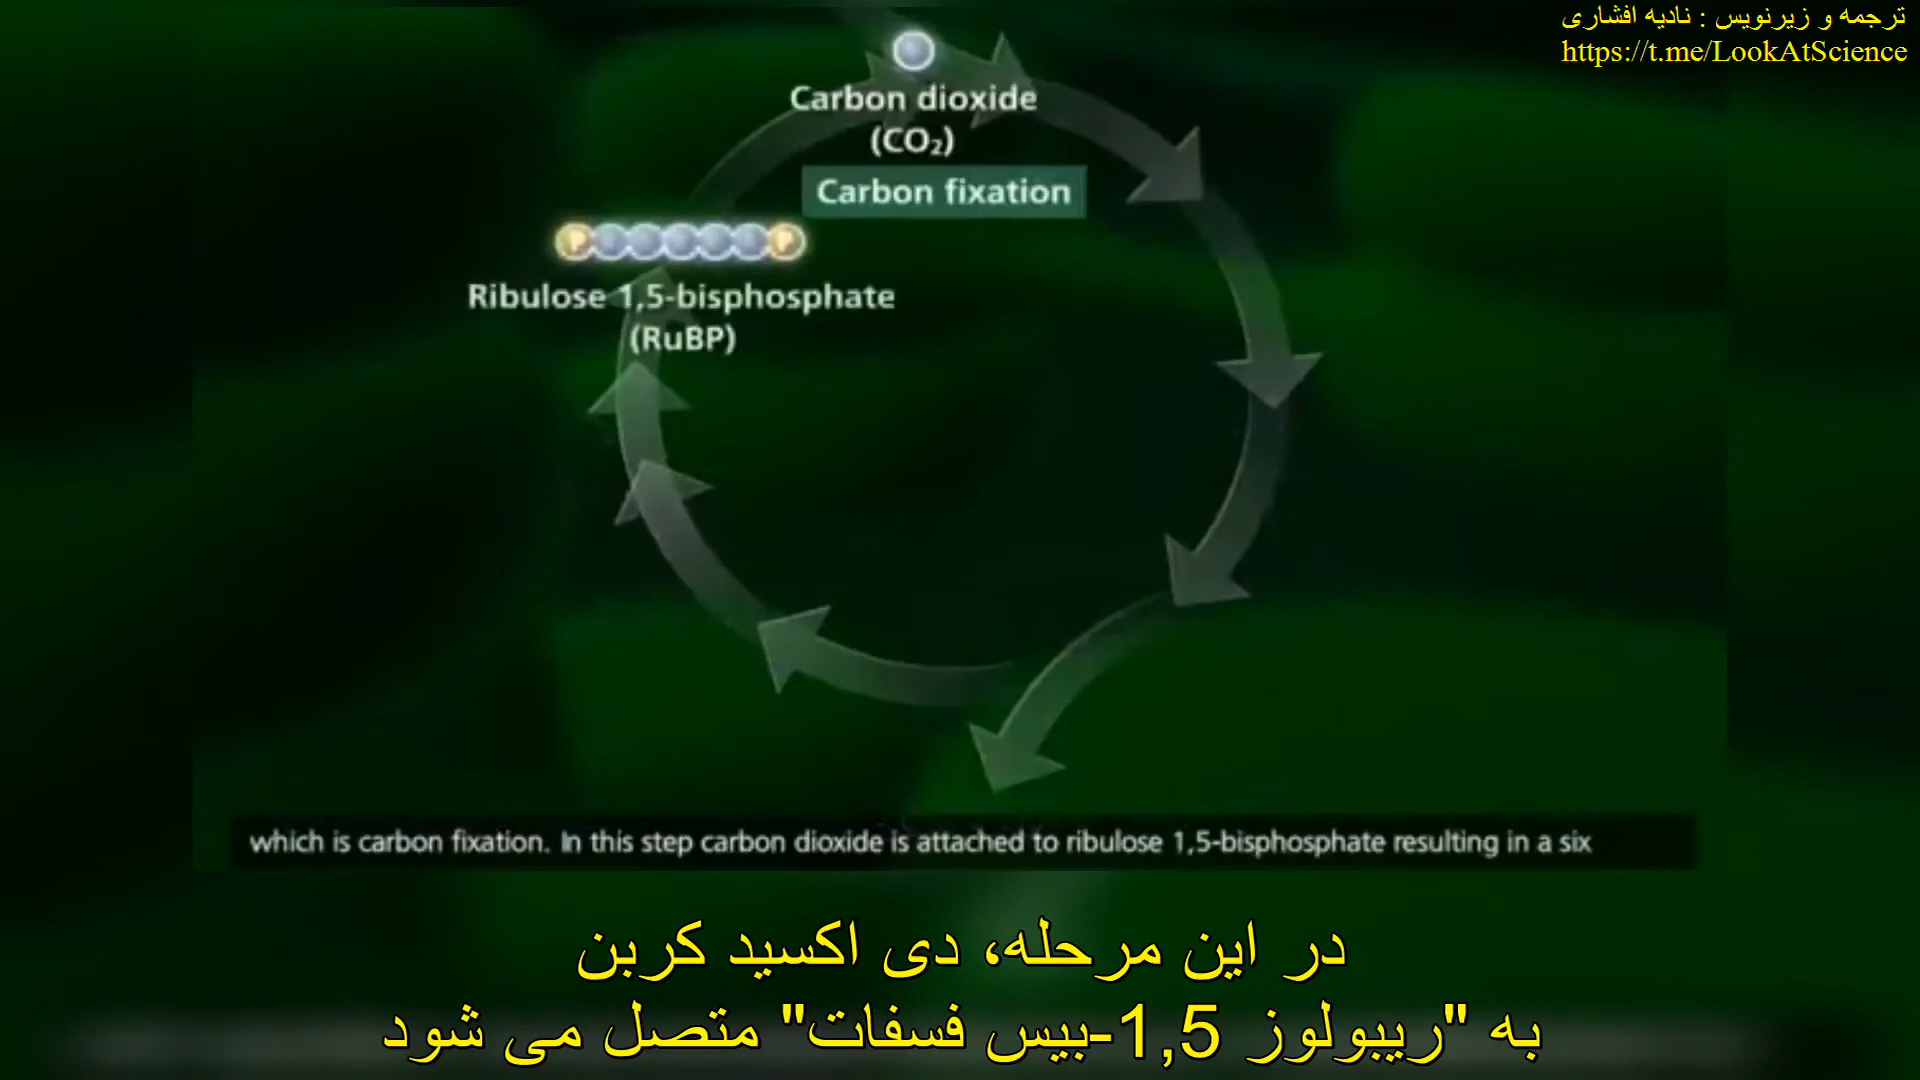 ترجمه و زیرنویس : نادیه افشاری
https://t.me/LookAtScience
Carbon dioxide
(CO₂)
Carbon fixation
P P
Ribulose 1,5-bisphosphate
(RuBP)
which is carbon fixation. In this step carbon dioxide is attached to ribulose 1,5-bisphosphate resulting in a six
در این مرحله، دی اکسید کربن
به "ریبولوز 1,5-بیس فسفات" متصل می شود